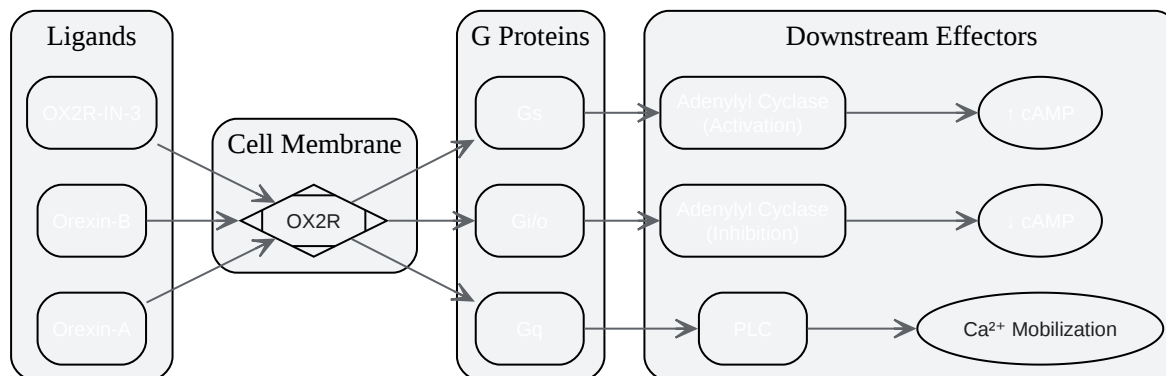 Ligands
OX2R-IN-3
Orexin-B
Orexin-A
Cell Membrane
OX2R
G Proteins
Gs
Gi/o
Gq
Downstream Effectors
Adenylyl Cyclase
(Activation)
↑ cAMP
Adenylyl Cyclase
(Inhibition)
↓ cAMP
PLC
Ca²⁺ Mobilization